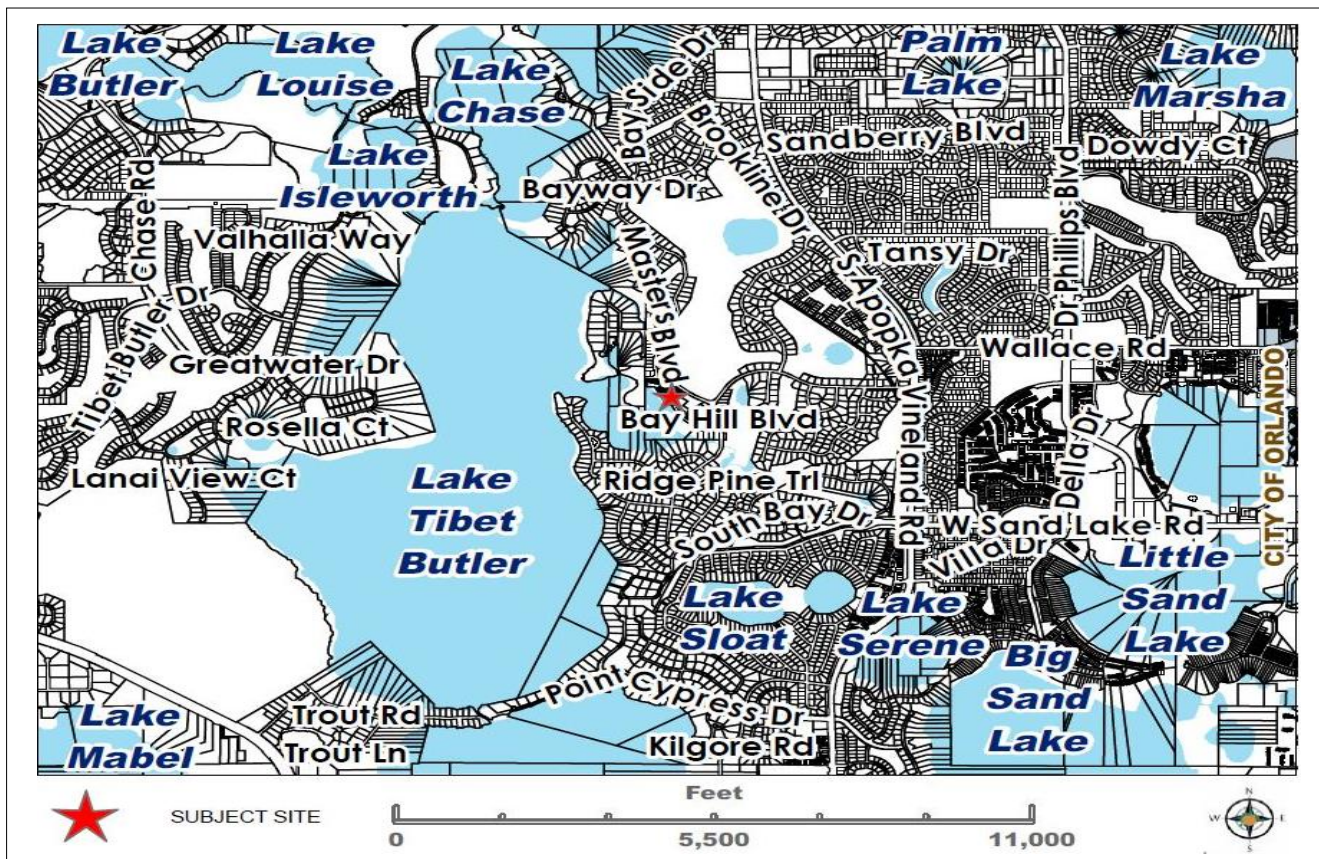 Lake
Butler
Lake
Louise
Lake
Chase
Bay Side Dr
Palm
Lake
Lake
Marsha
Brookline Dr
Sandberry Blvd
Dowdy Ct
Lake
Isleworth
Bayway Dr
Chase Rd
Valhalla Way
Masters Blvd
Tansy Dr
Dr Phillips Blvd
S Apopka Vineland Rd
Tibet Butler Dr
Greatwater Dr
Wallace Rd
Rosella Ct
Bay Hill Blvd
CITY OF ORLANDO
Lanai View Ct
Lake
Tibet
Butler
Ridge Pine Trl
Della Dr
South Bay Dr
W Sand Lake Rd
Villa Dr
Little
Sand
Lake
Lake
Sloat
Lake
Serene
Big
Sand
Lake
Point Cypress Dr
Lake
Mabel
Trout Rd
Trout Ln
Kilgore Rd
SUBJECT SITE
Feet
0
5,500
11,000
N
W
E
S